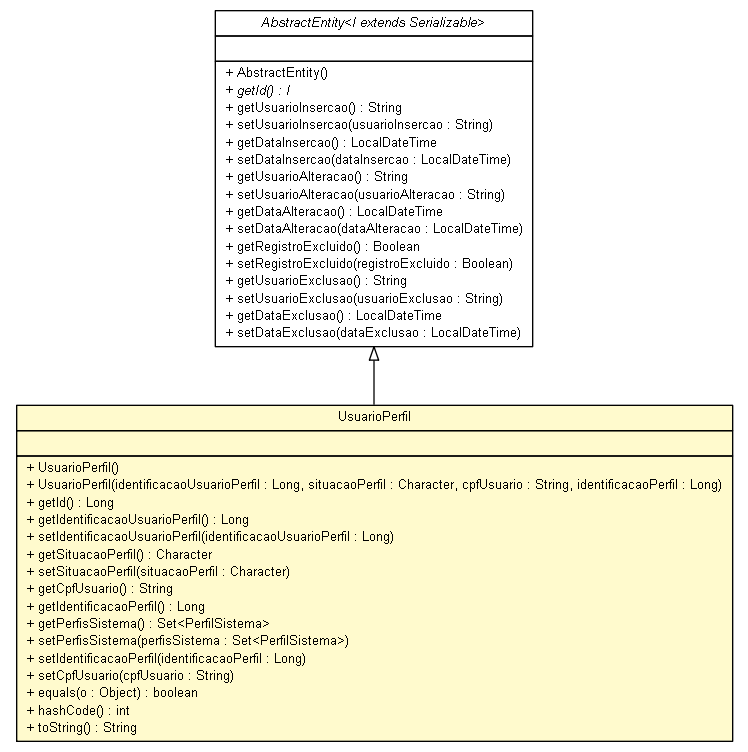 AbstractEntity<I extends Serializable>
+ AbstractEntity()
+ getId() : I
+ getUsuarioInsercao() : String
+ setUsuarioInsercao(usuarioInsercao : String)
+ getDataInsercao() : LocalDateTime
+ setDataInsercao(dataInsercao : LocalDateTime)
+ getUsuarioAlteracao() : String
+ setUsuarioAlteracao(usuarioAlteracao : String)
+ getDataAlteracao() : LocalDateTime
+ setDataAlteracao(dataAlteracao : LocalDateTime)
+ getRegistroExcluido() : Boolean
+ setRegistroExcluido(registroExcluido : Boolean)
+ getUsuarioExclusao() : String
+ setUsuarioExclusao(usuarioExclusao : String)
+ getDataExclusao() : LocalDateTime
+ setDataExclusao(dataExclusao : LocalDateTime)
UsuarioPerfil
+ UsuarioPerfil()
+ UsuarioPerfil(identificacaoUsuarioPerfil : Long, situacaoPerfil : Character, cpfUsuario : String, identificacaoPerfil : Long)
+ getId() : Long
+ getIdentificacaoUsuarioPerfil() : Long
+ setIdentificacaoUsuarioPerfil(identificacaoUsuarioPerfil : Long)
+ getSituacaoPerfil() : Character
+ setSituacaoPerfil(situacaoPerfil : Character)
+ getCpfUsuario() : String
+ getIdentificacaoPerfil() : Long
+ getPerfisSistema() : Set<PerfilSistema>
+ setPerfisSistema(perfisSistema : Set<PerfilSistema>)
+ setIdentificacaoPerfil(identificacaoPerfil : Long)
+ setCpfUsuario(cpfUsuario : String)
+ equals(o : Object) : boolean
+ hashCode() : int
+ toString() : String